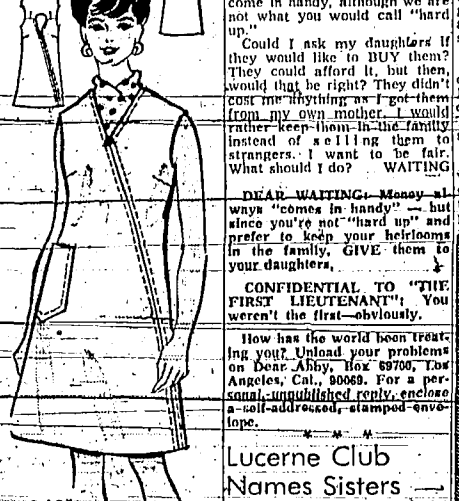 come in handy, although we are
not what you would call "hard
up."
Could I ask my daughters if
they would like to BUY them?
They could afford it, but then,
would that be right? They didn't
cost me anything as I got them
from my own mother. I would
rather keep them in the family
instead of selling them to
strangers. I want to be fair.
What should I do? WAITING
DEAR WAITING: Money al-
ways "comes in handy" — but
since you're not "hard up" and
prefer to keep your heirlooms
in the family, GIVE them to
your daughters.
CONFIDENTIAL TO "THE
FIRST LIEUTENANT": You
weren't the first—obviously.
How has the world been treat-
ing you? Unload your problems
on Dear Abby, Box 69700, Los
Angeles, Cal., 90069. For a per-
sonal, unpublished reply, enclose
a self-addressed, stamped enve-
lope.
* * *
Lucerne Club
Names Sisters